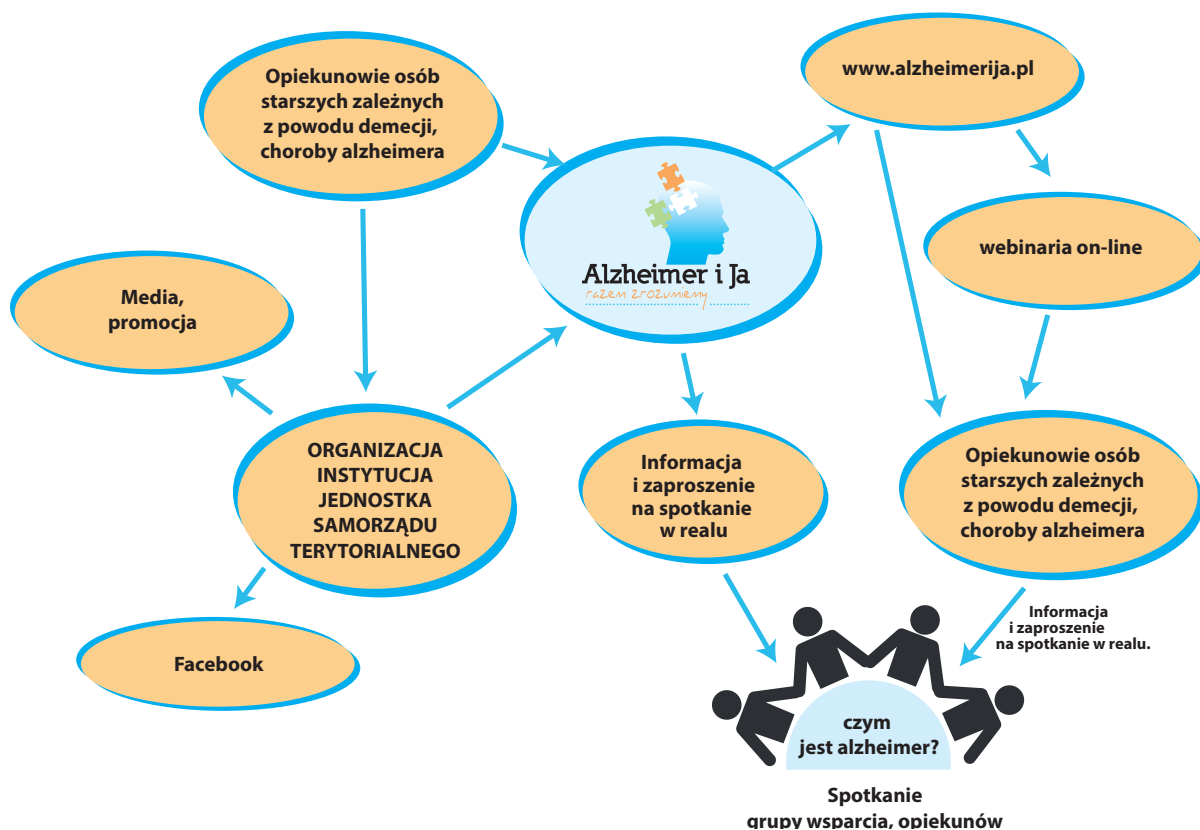 Opiekunowie osób
starszych zależnych
z powodu demecji,
choroby alzheimera
www.alzheimerija.pl
webinaria on-line
Alzheimer i Ja
razem zrozumiemy
Media,
promocja
ORGANIZACJA
INSTYTUCJA
JEDNOSTKA
SAMORZĄDU
TERYTORIALNEGO
Informacja
i zaproszenie
na spotkanie
w realu
Opiekunowie osób
starszych zależnych
z powodu demecji,
choroby alzheimera
Informacja
i zaproszenie
na spotkanie w realu.
Facebook
czym
jest alzheimer?
Spotkanie
grupy wsparcia, opiekunów